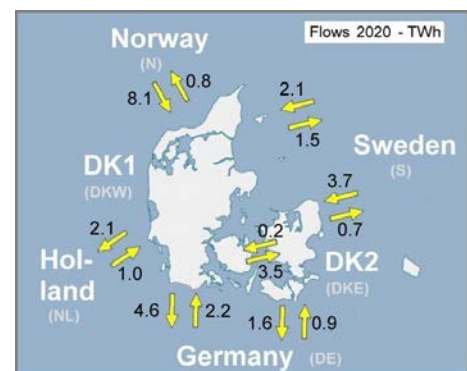 Flows 2020 - TWh
Norway
(N)
8.1
0.8
2.1
1.5
Sweden
(S)
3.7
0.7
DK1
(DKW)
2.1
1.0
Hol-
land
(NL)
0.2
3.5
DK2
(DKE)
4.6
2.2
1.6
0.9
Germany (DE)